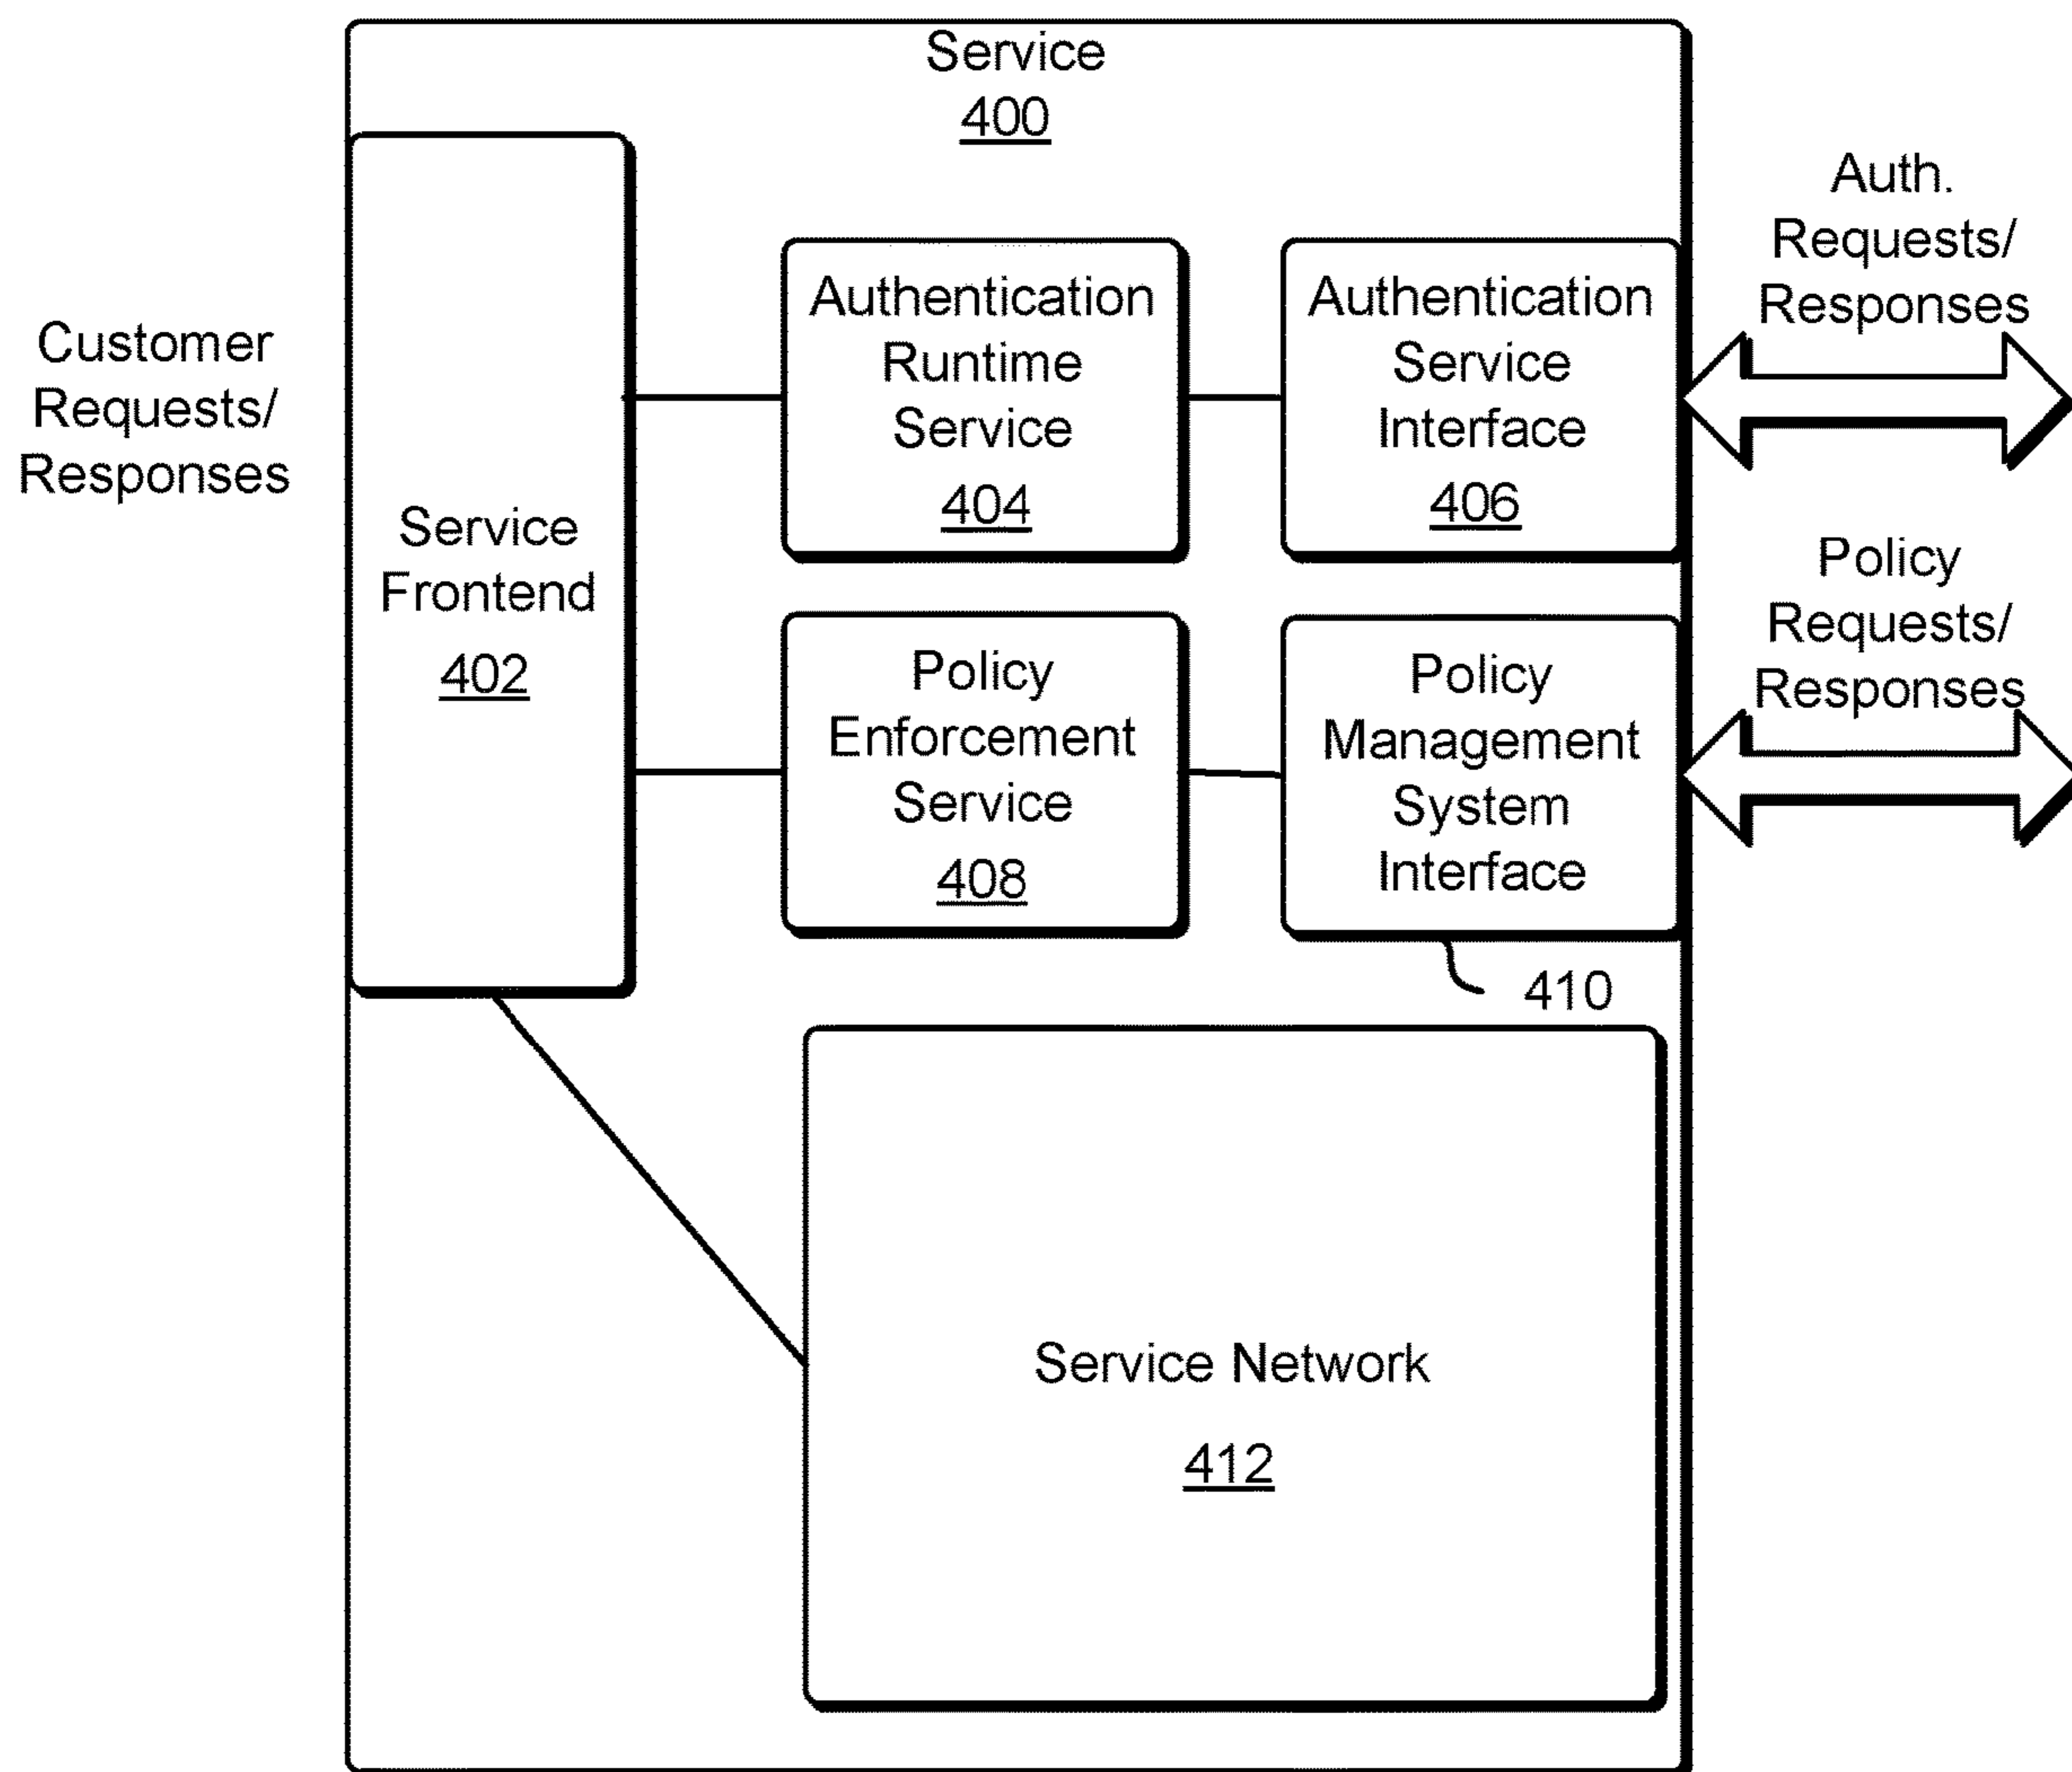 Service
400
Customer
Requests/
Responses
Service
Frontend
402
Authentication
Runtime
Service
404
Authentication
Service
Interface
406
Auth.
Requests/
Responses
Policy
Enforcement
Service
408
Policy
Management
System
Interface
410
Policy
Requests/
Responses
Service Network
412